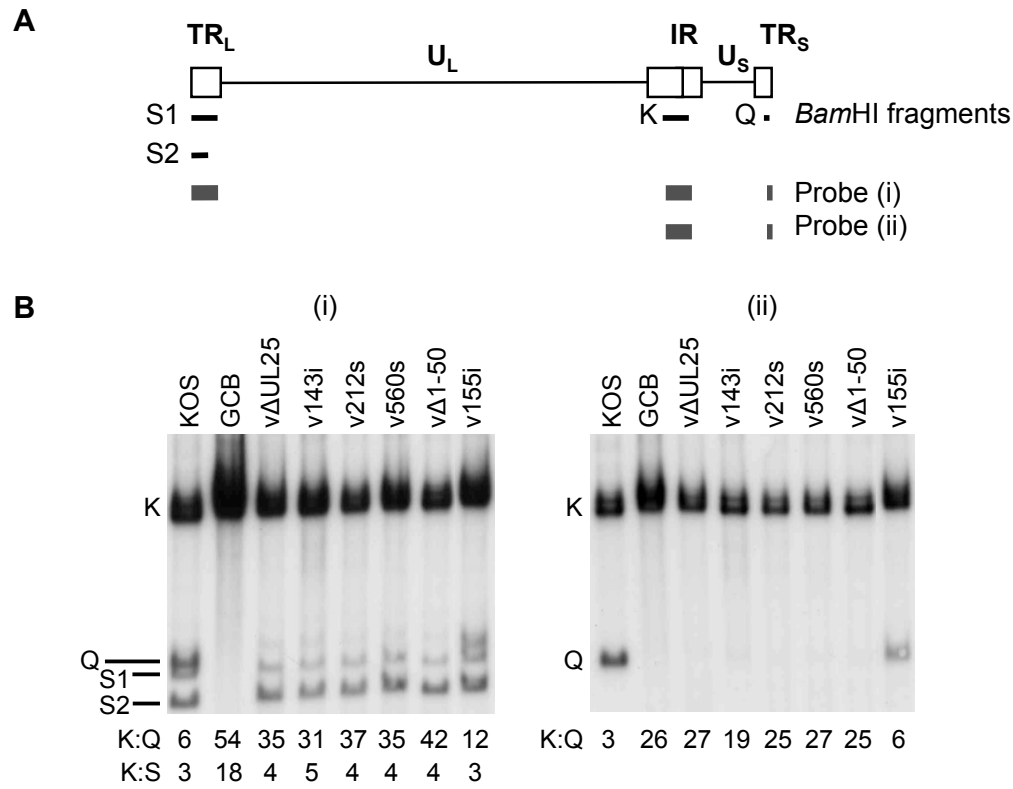 A
TRL IR TRS
UL US
S1 K Q BamHI fragments
S2
Probe (i)
Probe (ii)
B
(i) (ii)
KOS GCB vΔUL25 v143i v212s v560s vΔ1-50 v155i
KOS GCB vΔUL25 v143i v212s v560s vΔ1-50 v155i
K K
Q Q
S1
S2
K:Q 6 54 35 31 37 35 42 12 K:Q 3 26 27 19 25 27 25 6
K:S 3 18 4 5 4 4 4 3